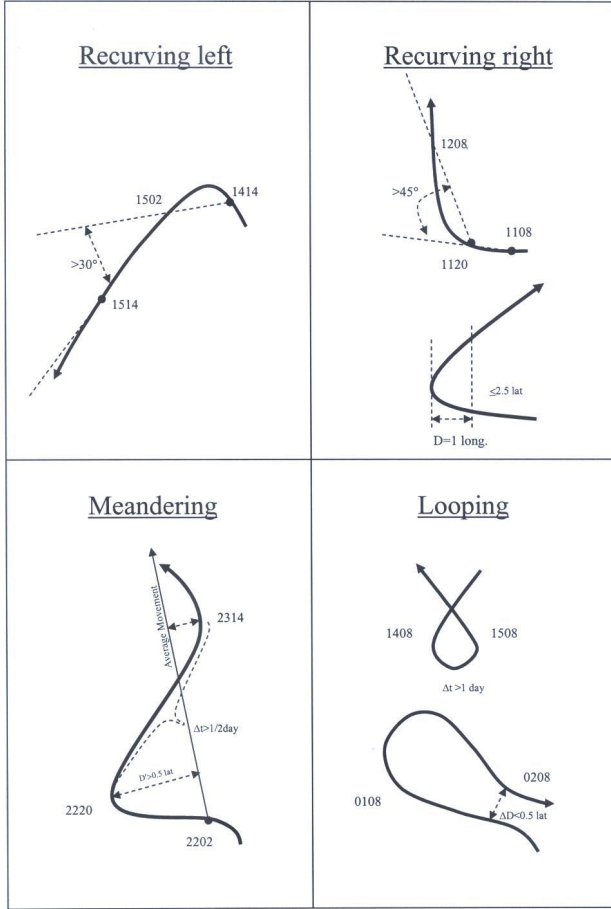 Recurving left
1414
1502
>30°
1514
Recurving right
1208
>45°
1108
1120
≤2.5 lat
D=1 long.
Meandering
Average Movement
2314
Δt>1/2day
D'>0.5 lat
2220
2202
Looping
1408
1508
Δt >1 day
0208
0108
ΔD<0.5 lat